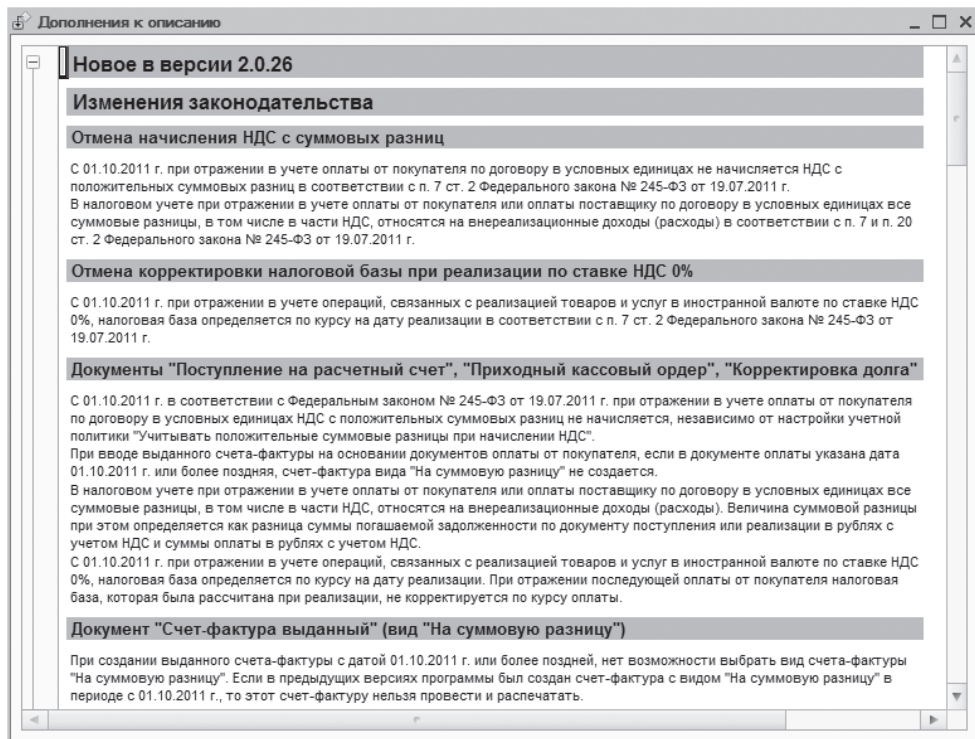 Дополнения к описанию
Новое в версии 2.0.26
Изменения законодательства
Отмена начисления НДС с суммовых разниц
С 01.10.2011 г. при отражении в учете оплаты от покупателя по договору в условных единицах не начисляется НДС с
положительных суммовых разниц в соответствии с п. 7 ст. 2 Федерального закона № 245-ФЗ от 19.07.2011 г.
В налоговом учете при отражении в учете оплаты от покупателя или оплаты поставщику по договору в условных единицах все
суммовые разницы, в том числе в части НДС, относятся на внереализационные доходы (расходы) в соответствии с п. 7 и п. 20
ст. 2 Федерального закона № 245-ФЗ от 19.07.2011 г.
Отмена корректировки налоговой базы при реализации по ставке НДС 0%
С 01.10.2011 г. при отражении в учете операций, связанных с реализацией товаров и услуг в иностранной валюте по ставке НДС
0%, налоговая база определяется по курсу на дату реализации в соответствии с п. 7 ст. 2 Федерального закона № 245-ФЗ от
19.07.2011 г.
Документы "Поступление на расчетный счет", "Приходный кассовый ордер", "Корректировка долга"
С 01.10.2011 г. в соответствии с Федеральным законом № 245-ФЗ от 19.07.2011 г. при отражении в учете оплаты от покупателя
по договору в условных единицах НДС с положительных суммовых разниц не начисляется, независимо от настройки учетной
политики "Учитывать положительные суммовые разницы при начислении НДС".
При вводе выданного счета-фактуры на основании документов оплаты от покупателя, если в документе оплаты указана дата
01.10.2011 г. или более поздняя, счет-фактура вида "На суммовую разницу" не создается.
В налоговом учете при отражении в учете оплаты от покупателя или оплаты поставщику по договору в условных единицах все
суммовые разницы, в том числе в части НДС, относятся на внереализационные доходы (расходы). Величина суммовой разницы
при этом определяется как разница суммы погашаемой задолженности по документу поступления или реализации в рублях с
учетом НДС и суммы оплаты в рублях с учетом НДС.
С 01.10.2011 г. при отражении в учете операций, связанных с реализацией товаров и услуг в иностранной валюте по ставке НДС
0%, налоговая база определяется по курсу на дату реализации. При отражении последующей оплаты от покупателя налоговая
база, которая была рассчитана при реализации, не корректируется по курсу оплаты.
Документ "Счет-фактура выданный" (вид "На суммовую разницу")
При создании выданного счета-фактуры с датой 01.10.2011 г. или более поздней, нет возможности выбрать вид счета-фактуры
"На суммовую разницу". Если в предыдущих версиях программы был создан счет-фактура с видом "На суммовую разницу" в
периоде с 01.10.2011 г., то этот счет-фактуру нельзя провести и распечатать.